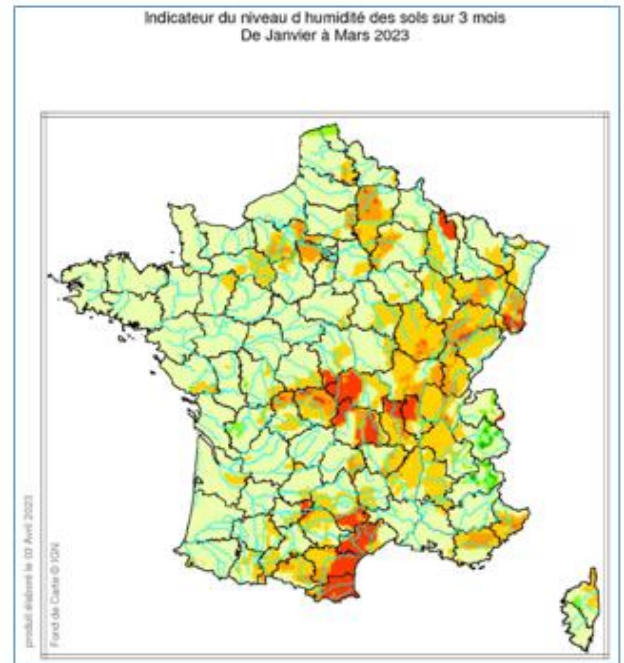 Indicateur du niveau d humidité des sols sur 3 mois
De Janvier à Mars 2023
produit élaboré le 03 Avril 2023
Fond de Carte © IGN